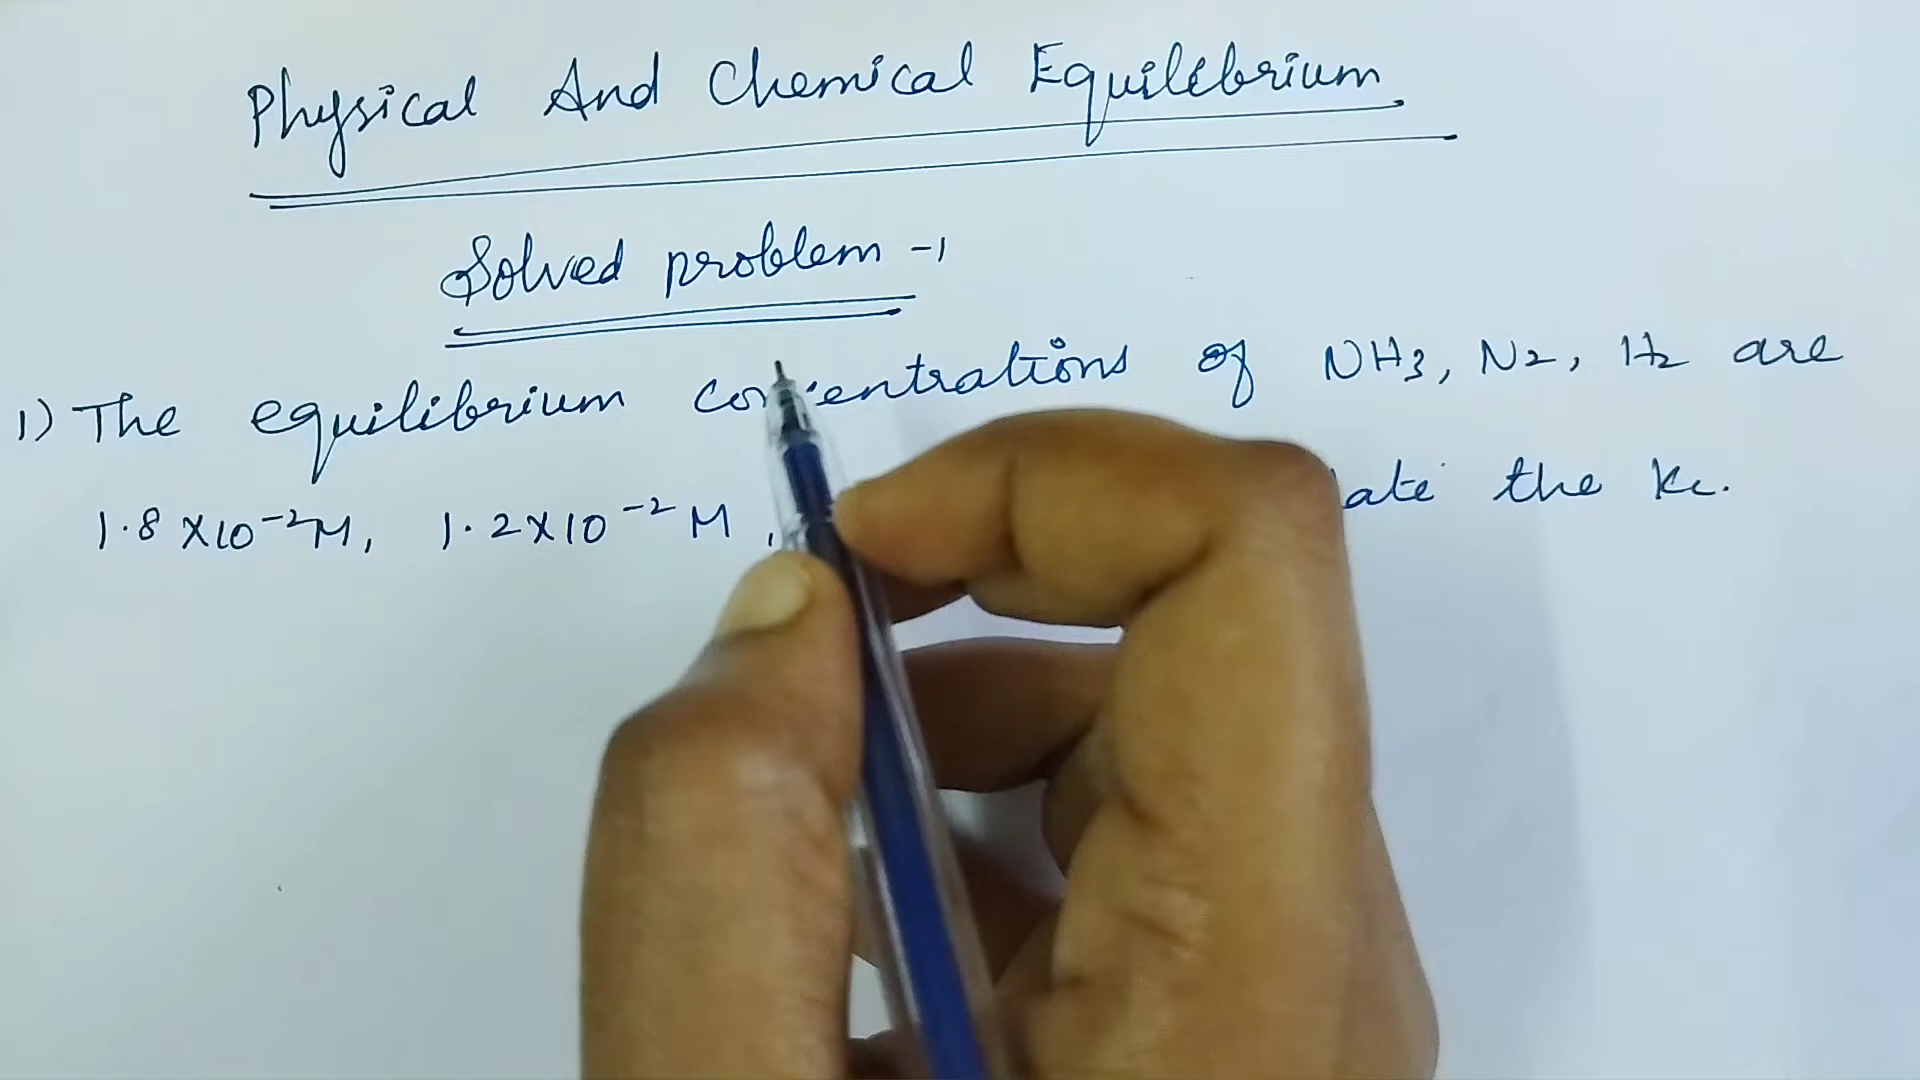 Physical And Chemical Equilibrium
Solved problem -1
1) The equilibrium concentrations of NH3, N2, H2 are
1.8 X10⁻²M, 1.2X10⁻² M, the Kc.